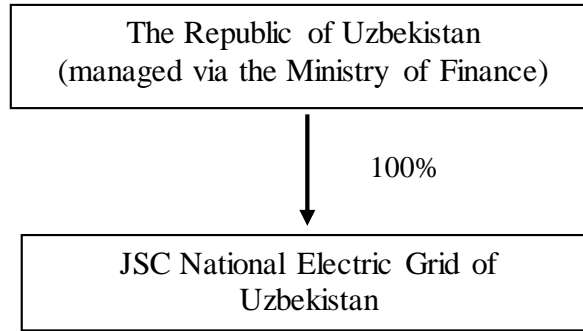 The Republic of Uzbekistan
(managed via the Ministry of Finance)
100%
JSC National Electric Grid of
Uzbekistan